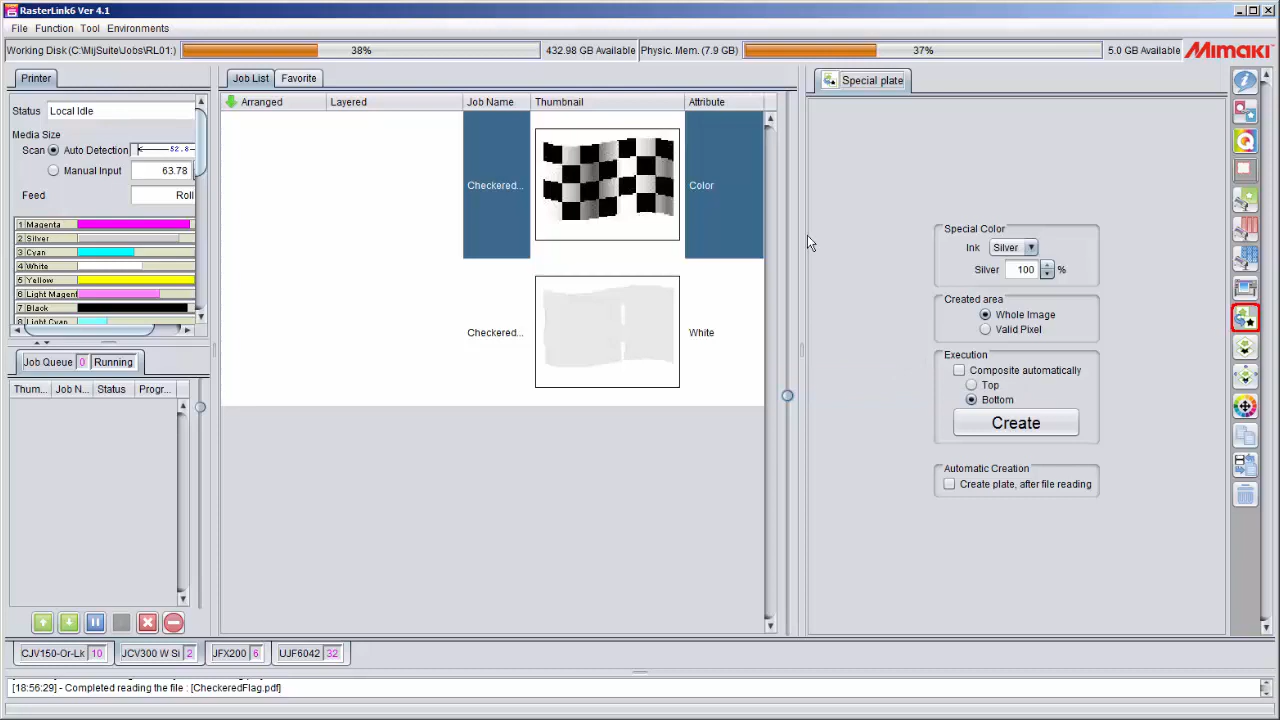 RasterLink6 Ver 4.1
File Function Tool Environments
Working Disk (C:\MijSuite\Jobs\RL01:) 38% 432.98 GB Available Physic. Mem. (7.9 GB) 37% 5.0 GB Available Mimaki
Printer
Status Local Idle
Media Size
Scan Auto Detection 52.8
Manual Input 63.78
Feed Roll
1 Magenta
2 Silver
3 Cyan
4 White
5 Yellow
6 Light Magent
7 Black
8 Light Cyan
Job Queue 0 Running
Thum... Job N... Status Progr...
Job List Favorite
Arranged Layered Job Name Thumbnail Attribute
Checkered... Color
Checkered... White
Special plate
Special Color
Ink Silver
Silver 100 %
Created area
Whole Image
Valid Pixel
Execution
Composite automatically
Top
Bottom
Create
Automatic Creation
Create plate, after file reading
CJV150-Or-Lk 10 JCV300 W Si 2 JFX200 6 UJF6042 32
[18:56:29] - Completed reading the file : [CheckeredFlag.pdf]